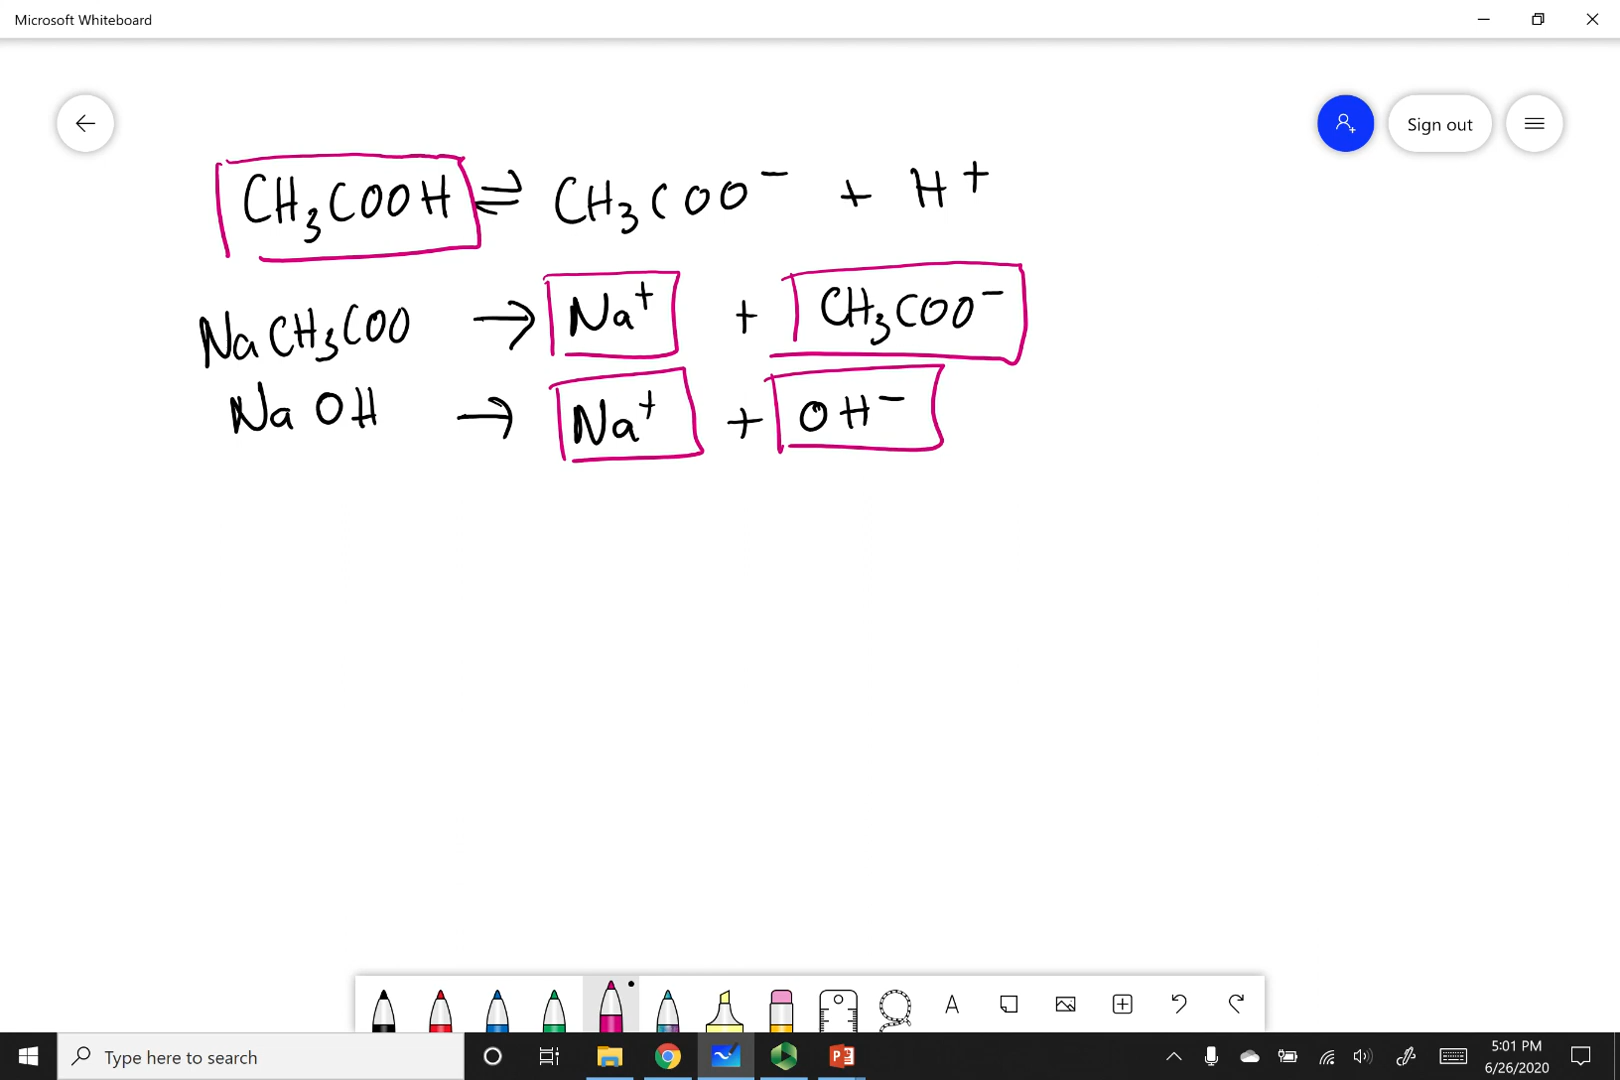 Microsoft Whiteboard
Sign out
CH₃COOH ⇌ CH₃COO⁻ + H⁺
NaCH₃COO → Na⁺ + CH₃COO⁻
NaOH → Na⁺ + OH⁻
A
Type here to search
5:01 PM
6/26/2020